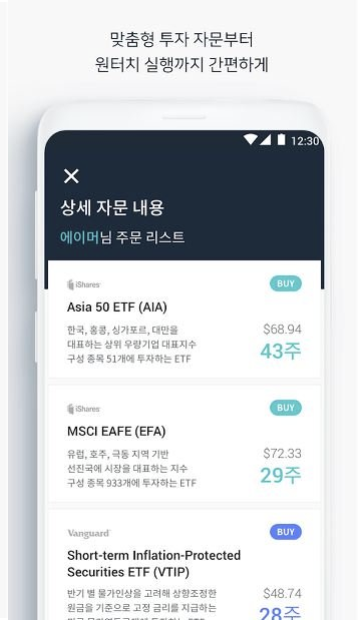 맞춤형 투자 자문부터
원터치 실행까지 간편하게
12:30
상세 자문 내용
에이머님 주문 리스트
iShares
BUY
Asia 50 ETF (AIA)
한국, 홍콩, 싱가포르, 대만을
대표하는 상위 우량기업 대표지수
구성 종목 51개에 투자하는 ETF
$68.94
43주
iShares
BUY
MSCI EAFE (EFA)
유럽, 호주, 극동 지역 기반
선진국에 시장을 대표하는 지수
구성 종목 933개에 투자하는 ETF
$72.33
29주
Vanguard
BUY
Short-term Inflation-Protected
Securities ETF (VTIP)
반기 별 물가인상을 고려해 상향조정한
원금을 기준으로 고정 금리를 지급하는
$48.74
28주